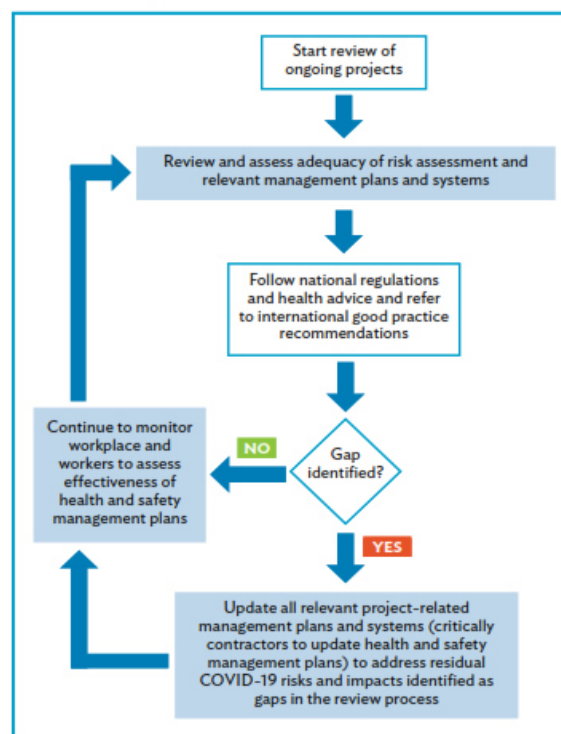 Start review of
ongoing projects
Review and assess adequacy of risk assessment and
relevant management plans and systems
Follow national regulations
and health advice and refer
to international good practice
recommendations
Continue to monitor
workplace and
workers to assess
effectiveness of
health and safety
management plans
NO
Gap
identified?
YES
Update all relevant project-related
management plans and systems (critically
contractors to update health and safety
management plans) to address residual
COVID-19 risks and impacts identified as
gaps in the review process